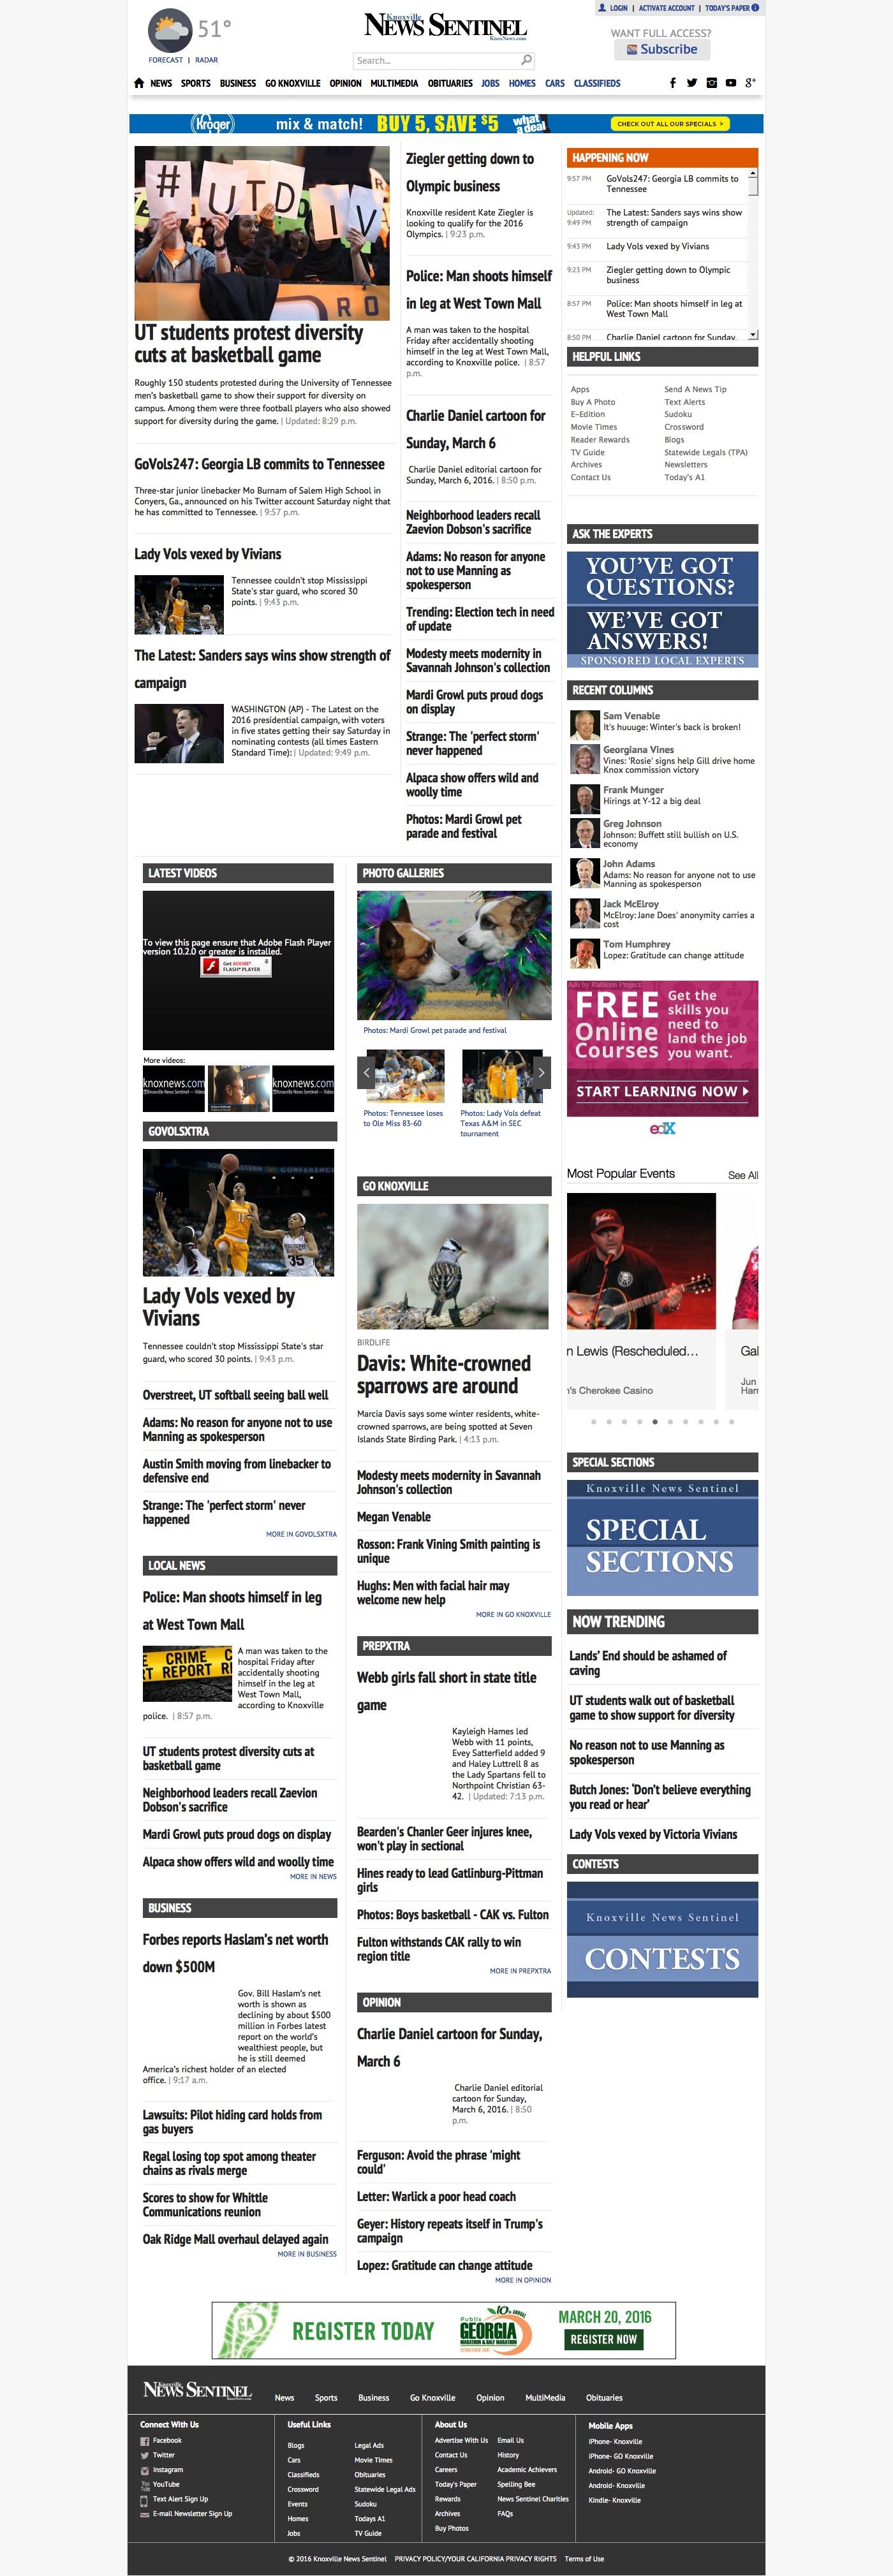 51°
FORECAST | RADAR
Knoxville
NEWS SENTINEL
KnoxNews.com
Search...
LOGIN | ACTIVATE ACCOUNT | TODAY'S PAPER
WANT FULL ACCESS?
Subscribe
NEWS SPORTS BUSINESS GO KNOXVILLE OPINION MULTIMEDIA OBITUARIES JOBS HOMES CARS CLASSIFIEDS
Kroger mix & match! BUY 5, SAVE $5 what a deal CHECK OUT ALL OUR SPECIALS >
# U T D I V
R O
UT students protest diversity
cuts at basketball game
Roughly 150 students protested during the University of Tennessee
men's basketball game to show their support for diversity on
campus. Among them were three football players who also showed
support for diversity during the game. | Updated: 8:29 p.m.
GoVols247: Georgia LB commits to Tennessee
Three-star junior linebacker Mo Burnam of Salem High School in
Conyers, Ga., announced on his Twitter account Saturday night that
he has committed to Tennessee. | 9:57 p.m.
Lady Vols vexed by Vivians
Tennessee couldn't stop Mississippi
State's star guard, who scored 30
points. | 9:43 p.m.
The Latest: Sanders says wins show strength of
campaign
WASHINGTON (AP) - The Latest on the
2016 presidential campaign, with voters
in five states getting their say Saturday in
nominating contests (all times Eastern
Standard Time): | Updated: 9:49 p.m.
Ziegler getting down to
Olympic business
Knoxville resident Kate Ziegler is
looking to qualify for the 2016
Olympics. | 9:23 p.m.
Police: Man shoots himself
in leg at West Town Mall
A man was taken to the hospital
Friday after accidentally shooting
himself in the leg at West Town Mall,
according to Knoxville police. | 8:57
p.m.
Charlie Daniel cartoon for
Sunday, March 6
Charlie Daniel editorial cartoon for
Sunday, March 6, 2016. | 8:50 p.m.
Neighborhood leaders recall
Zaevion Dobson's sacrifice
Adams: No reason for anyone
not to use Manning as
spokesperson
Trending: Election tech in need
of update
Modesty meets modernity in
Savannah Johnson's collection
Mardi Growl puts proud dogs
on display
Strange: The 'perfect storm'
never happened
Alpaca show offers wild and
woolly time
Photos: Mardi Growl pet
parade and festival
HAPPENING NOW
9:57 PM GoVols247: Georgia LB commits to
Tennessee
Updated: The Latest: Sanders says wins show
9:49 PM strength of campaign
9:43 PM Lady Vols vexed by Vivians
9:23 PM Ziegler getting down to Olympic
business
8:57 PM Police: Man shoots himself in leg at
West Town Mall
8:50 PM Charlie Daniel cartoon for Sunday,
HELPFUL LINKS
Apps Send A News Tip
Buy A Photo Text Alerts
E-Edition Sudoku
Movie Times Crossword
Reader Rewards Blogs
TV Guide Statewide Legals (TPA)
Archives Newsletters
Contact Us Today's A1
ASK THE EXPERTS
YOU'VE GOT
QUESTIONS?
WE'VE GOT
ANSWERS!
SPONSORED LOCAL EXPERTS
RECENT COLUMNS
Sam Venable
It's huuuge: Winter's back is broken!
Georgiana Vines
Vines: 'Rosie' signs help Gill drive home
Knox commission victory
Frank Munger
Hirings at Y-12 a big deal
Greg Johnson
Johnson: Buffett still bullish on U.S.
economy
John Adams
Adams: No reason for anyone not to use
Manning as spokesperson
Jack McElroy
McElroy: Jane Does' anonymity carries a
cost
Tom Humphrey
Lopez: Gratitude can change attitude
Ads by Rubicon Project
FREE
Online
Courses
Get the
skills you
need to
land the job
you want.
START LEARNING NOW
edX
Most Popular Events See All
n Lewis (Rescheduled... Gal
's Cherokee Casino
Jun
Harr
SPECIAL SECTIONS
Knoxville News Sentinel
SPECIAL
SECTIONS
NOW TRENDING
Lands' End should be ashamed of
caving
UT students walk out of basketball
game to show support for diversity
No reason not to use Manning as
spokesperson
Butch Jones: 'Don't believe everything
you read or hear'
Lady Vols vexed by Victoria Vivians
CONTESTS
Knoxville News Sentinel
CONTESTS
LATEST VIDEOS
To view this page ensure that Adobe Flash Player
version 10.2.0 or greater is installed.
Get ADOBE®
FLASH® PLAYER
More videos:
knoxnews.com
knoxnews.com
GOVOLSXTRA
35
Lady Vols vexed by
Vivians
Tennessee couldn't stop Mississippi State's star
guard, who scored 30 points. | 9:43 p.m.
Overstreet, UT softball seeing ball well
Adams: No reason for anyone not to use
Manning as spokesperson
Austin Smith moving from linebacker to
defensive end
Strange: The 'perfect storm' never
happened
MORE IN GOVOLSXTRA
LOCAL NEWS
Police: Man shoots himself in leg
at West Town Mall
CRIME
REPORT
A man was taken to the
hospital Friday after
accidentally shooting
himself in the leg at
West Town Mall,
according to Knoxville
police. | 8:57 p.m.
UT students protest diversity cuts at
basketball game
Neighborhood leaders recall Zaevion
Dobson's sacrifice
Mardi Growl puts proud dogs on display
Alpaca show offers wild and woolly time
MORE IN NEWS
BUSINESS
Forbes reports Haslam's net worth
down $500M
Gov. Bill Haslam's net
worth is shown as
declining by about $500
million in Forbes latest
report on the world's
wealthiest people, but
he is still deemed
America's richest holder of an elected
office. | 9:17 a.m.
Lawsuits: Pilot hiding card holds from
gas buyers
Regal losing top spot among theater
chains as rivals merge
Scores to show for Whittle
Communications reunion
Oak Ridge Mall overhaul delayed again
MORE IN BUSINESS
PHOTO GALLERIES
Photos: Mardi Growl pet parade and festival
Photos: Tennessee loses
to Ole Miss 83-60
Photos: Lady Vols defeat
Texas A&M in SEC
tournament
GO KNOXVILLE
BIRDLIFE
Davis: White-crowned
sparrows are around
Marcia Davis says some winter residents, white-
crowned sparrows, are being spotted at Seven
Islands State Birding Park. | 4:13 p.m.
Modesty meets modernity in Savannah
Johnson's collection
Megan Venable
Rosson: Frank Vining Smith painting is
unique
Hughs: Men with facial hair may
welcome new help
MORE IN GO KNOXVILLE
PREPXTRA
Webb girls fall short in state title
game
Kayleigh Hames led
Webb with 11 points,
Evey Satterfield added 9
and Haley Luttrell 8 as
the Lady Spartans fell to
Northpoint Christian 63-
42. | Updated: 7:13 p.m.
Bearden's Chanler Geer injures knee,
won't play in sectional
Hines ready to lead Gatlinburg-Pittman
girls
Photos: Boys basketball - CAK vs. Fulton
Fulton withstands CAK rally to win
region title
MORE IN PREPXTRA
OPINION
Charlie Daniel cartoon for Sunday,
March 6
Charlie Daniel editorial
cartoon for Sunday,
March 6, 2016. | 8:50
p.m.
Ferguson: Avoid the phrase 'might
could'
Letter: Warlick a poor head coach
Geyer: History repeats itself in Trump's
campaign
Lopez: Gratitude can change attitude
MORE IN OPINION
REGISTER TODAY
Publix 10th ANNUAL
GEORGIA
MARATHON & HALF MARATHON
MARCH 20, 2016
REGISTER NOW
Knoxville
NEWS SENTINEL
KnoxNews.com
News Sports Business Go Knoxville Opinion MultiMedia Obituaries
Connect With Us
Facebook
Twitter
Instagram
YouTube
Text Alert Sign Up
E-mail Newsletter Sign Up
Useful Links
Blogs Legal Ads
Cars Movie Times
Classifieds Obituaries
Crossword Statewide Legal Ads
Events Sudoku
Homes Todays A1
Jobs TV Guide
About Us
Advertise With Us Email Us
Contact Us History
Careers Academic Achievers
Today's Paper Spelling Bee
Rewards News Sentinel Charities
Archives FAQs
Buy Photos
Mobile Apps
iPhone- Knoxville
iPhone- GO Knoxville
Android- GO Knoxville
Android- Knoxville
Kindle- Knoxville
© 2016 Knoxville News Sentinel PRIVACY POLICY/YOUR CALIFORNIA PRIVACY RIGHTS Terms of Use